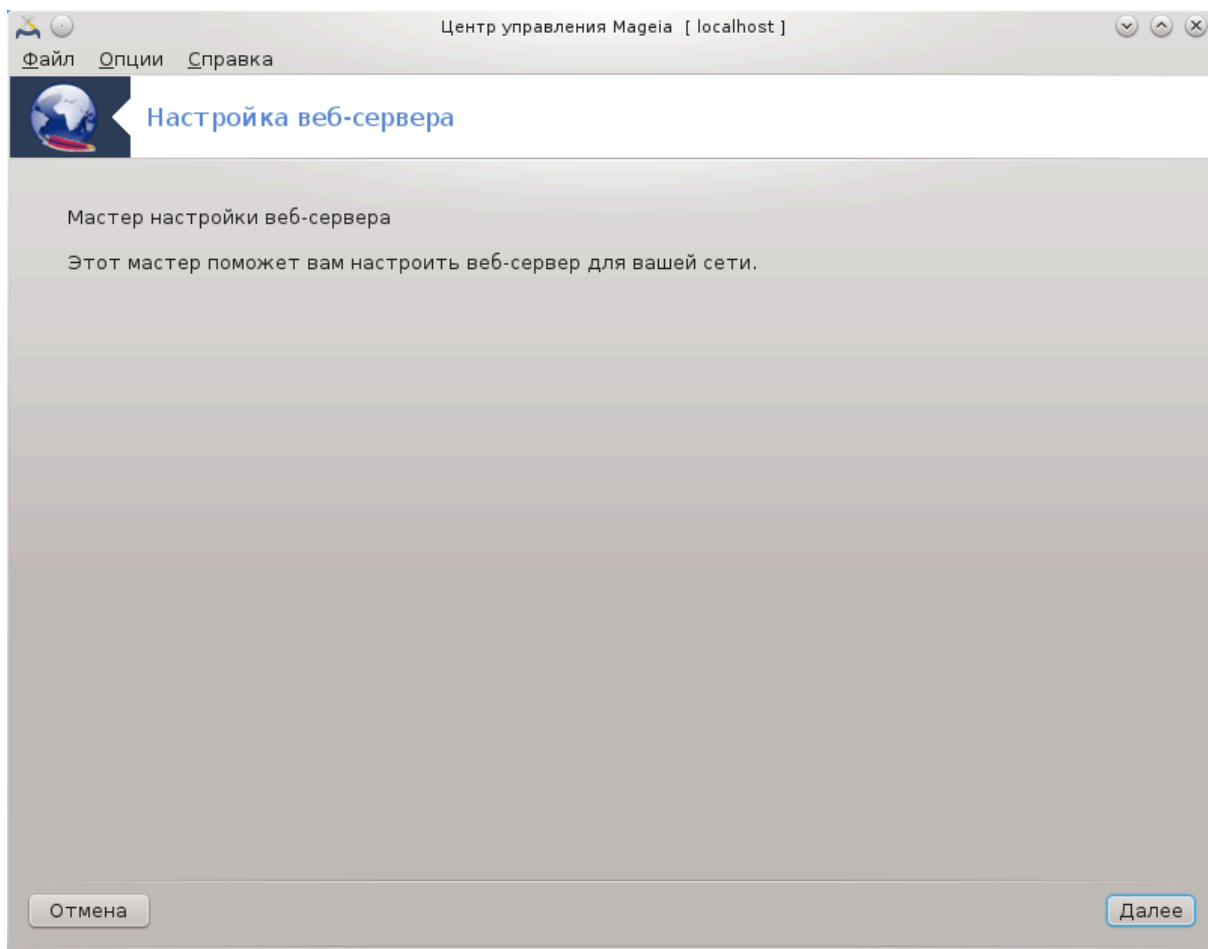 Центр управления Mageia [ localhost ]
Файл Опции Справка
Настройка веб-сервера
Мастер настройки веб-сервера
Этот мастер поможет вам настроить веб-сервер для вашей сети.
Отмена
Далее